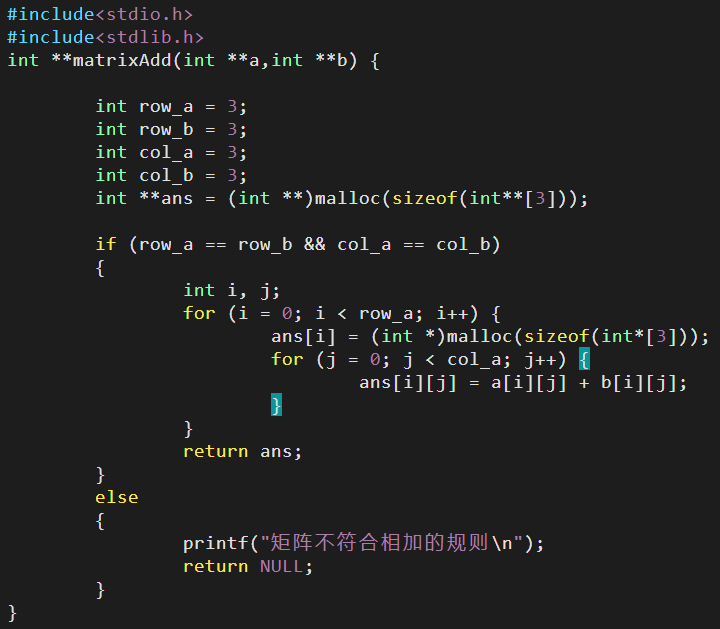 #include<stdio.h>
#include<stdlib.h>
int **matrixAdd(int **a,int **b) {
int row_a = 3;
int row_b = 3;
int col_a = 3;
int col_b = 3;
int **ans = (int **)malloc(sizeof(int**[3]));
if (row_a == row_b && col_a == col_b)
{
int i, j;
for (i = 0; i < row_a; i++) {
ans[i] = (int *)malloc(sizeof(int*[3]));
for (j = 0; j < col_a; j++) {
ans[i][j] = a[i][j] + b[i][j];
}
}
return ans;
}
else
{
printf("矩阵不符合相加的规则\n");
return NULL;
}
}